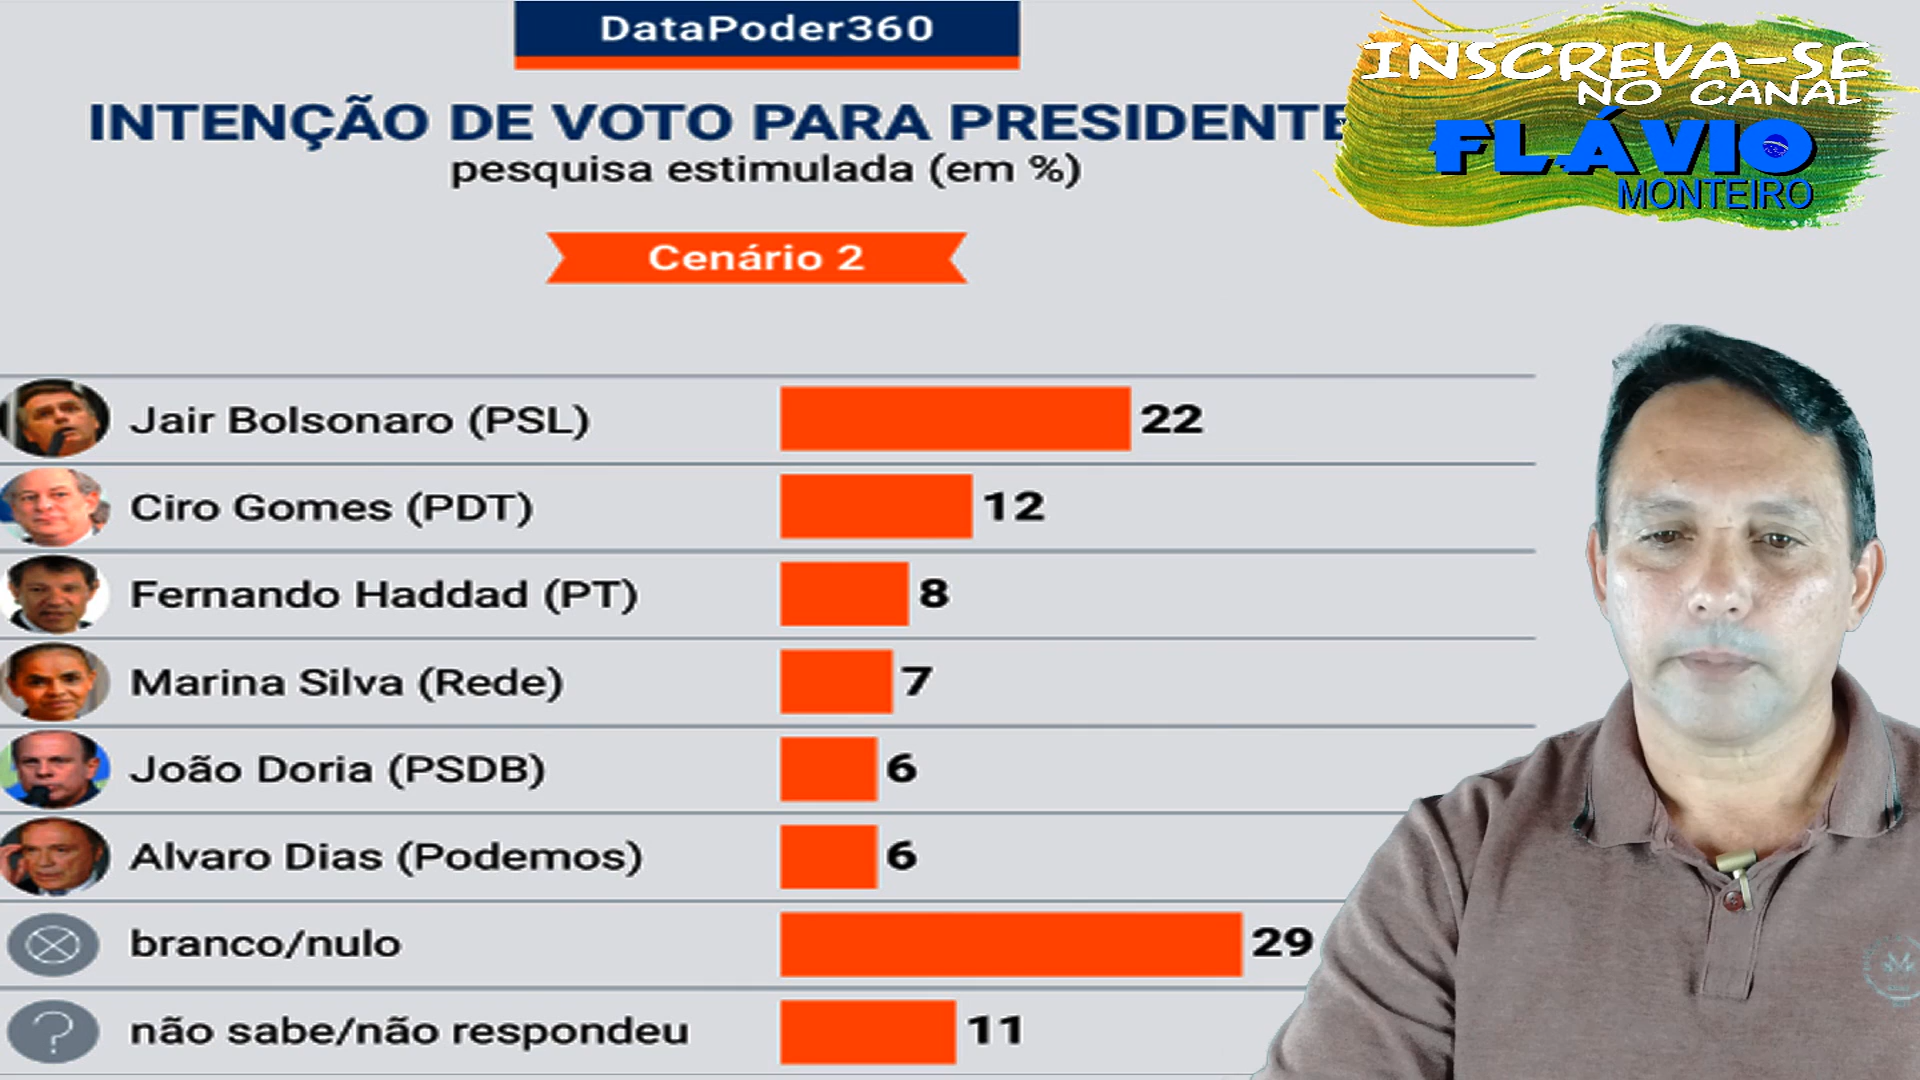 DataPoder360
INTENÇÃO DE VOTO PARA PRESIDENTE
pesquisa estimulada (em %)
INSCREVA-SE
NO CANAL
FLÁVIO
MONTEIRO
Cenário 2
Jair Bolsonaro (PSL) 22
Ciro Gomes (PDT) 12
Fernando Haddad (PT) 8
Marina Silva (Rede) 7
João Doria (PSDB) 6
Alvaro Dias (Podemos) 6
branco/nulo 29
? não sabe/não respondeu 11